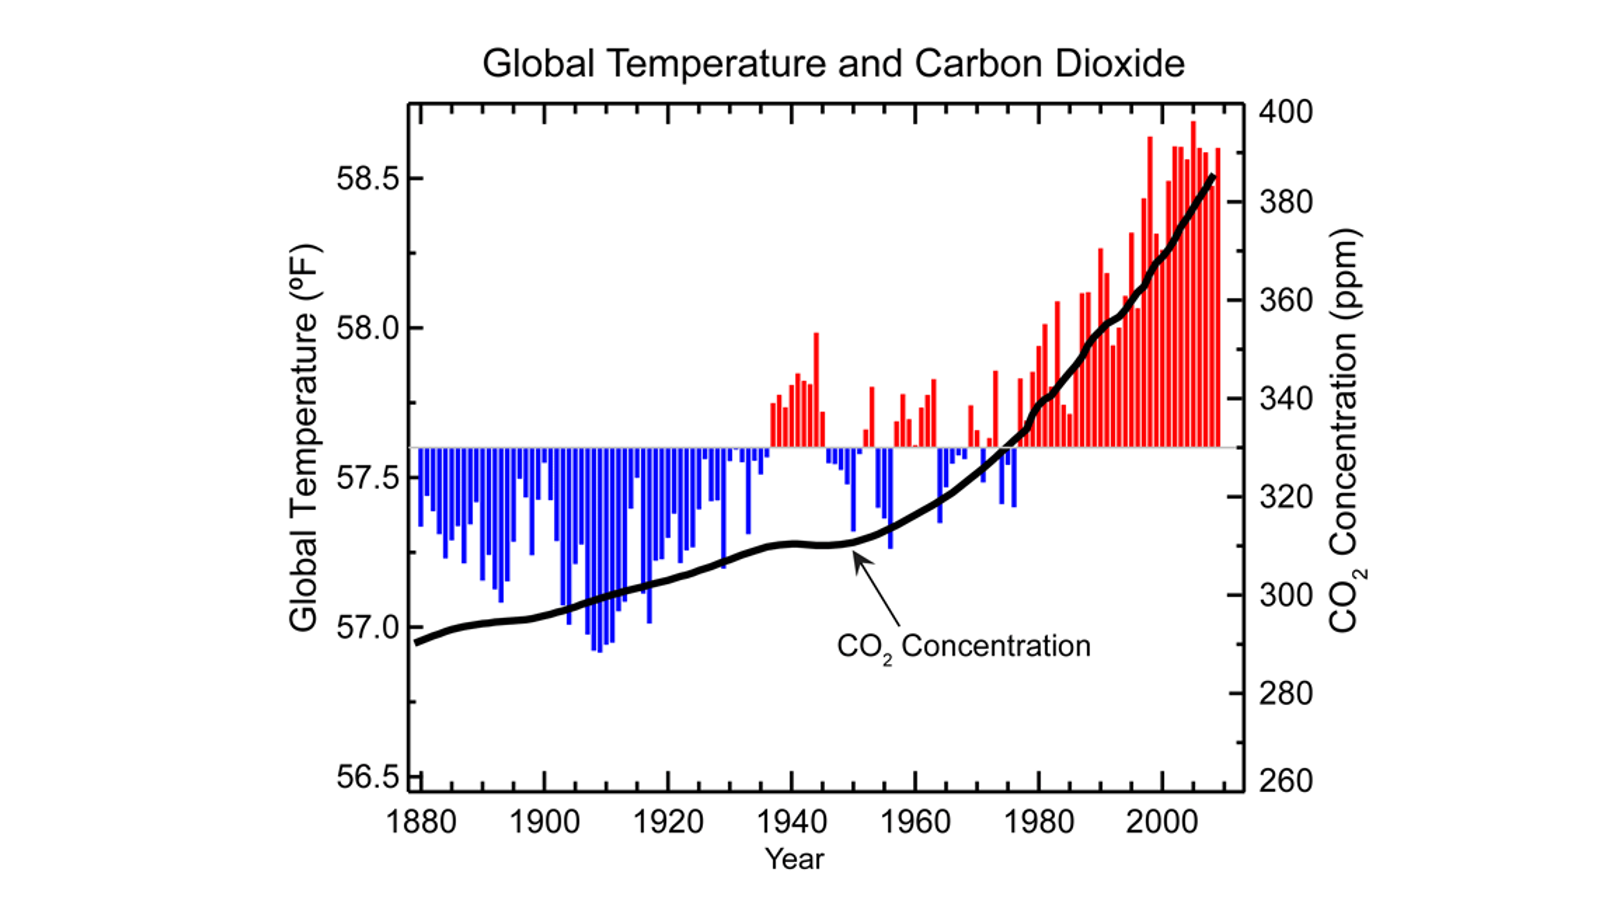 Global Temperature and Carbon Dioxide
Global Temperature (ºF)
58.5
58.0
57.5
57.0
56.5
400
380
360
340
320
300
280
260
CO2 Concentration (ppm)
CO2 Concentration
1880 1900 1920 1940 1960 1980 2000
Year